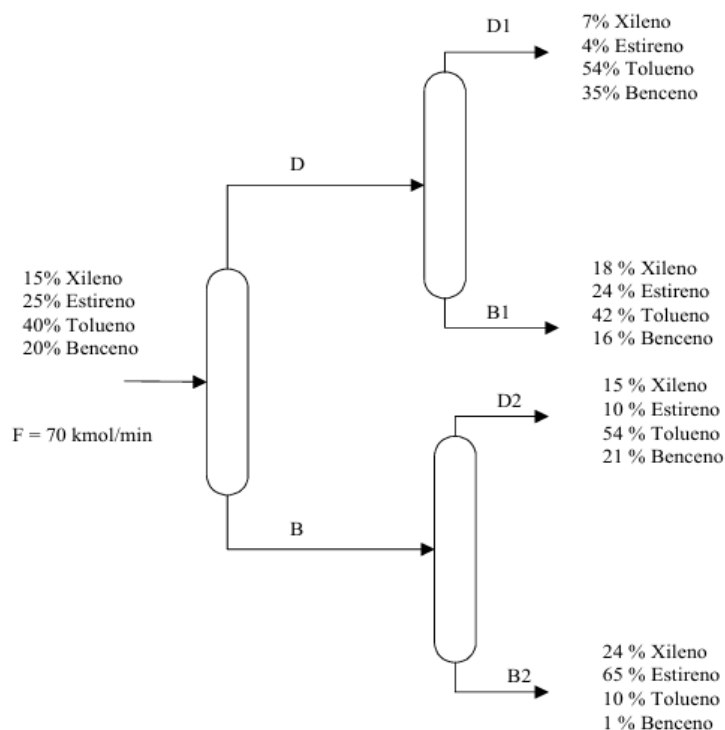 D1
7% Xileno
4% Estireno
54% Tolueno
35% Benceno
D
15% Xileno
25% Estireno
40% Tolueno
20% Benceno
F = 70 kmol/min
B1
18 % Xileno
24 % Estireno
42 % Tolueno
16 % Benceno
D2
15 % Xileno
10 % Estireno
54 % Tolueno
21 % Benceno
B
B2
24 % Xileno
65 % Estireno
10 % Tolueno
1 % Benceno